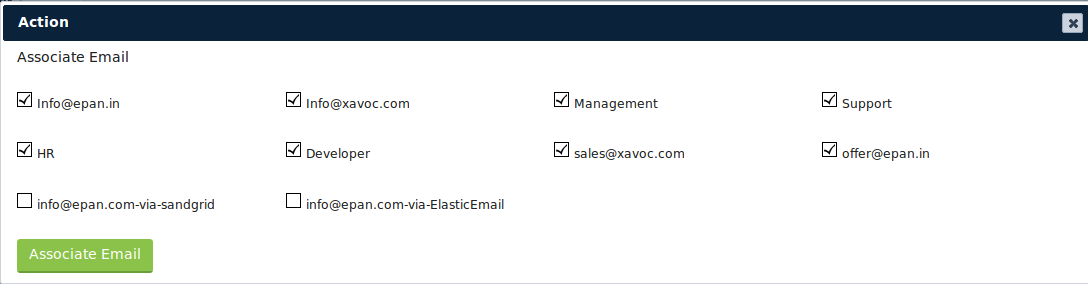 Action
Associate Email
Info@epan.in Info@xavoc.com Management Support
HR Developer sales@xavoc.com offer@epan.in
info@epan.com-via-sandgrid info@epan.com-via-ElasticEmail
Associate Email